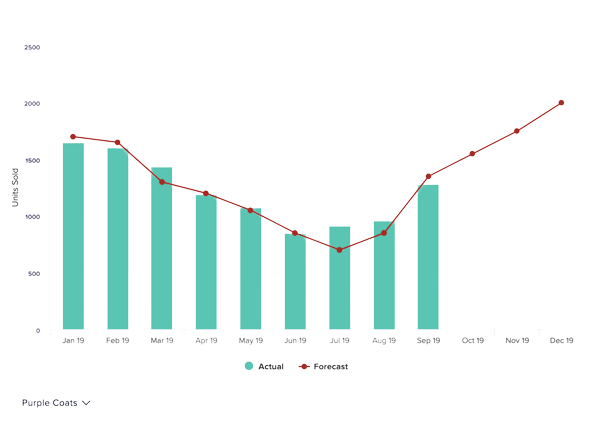 2500
2000
1500
1000
500
0
Units Sold
Jan 19 Feb 19 Mar 19 Apr 19 May 19 Jun 19 Jul 19 Aug 19 Sep 19 Oct 19 Nov 19 Dec 19
Actual Forecast
Purple Coats